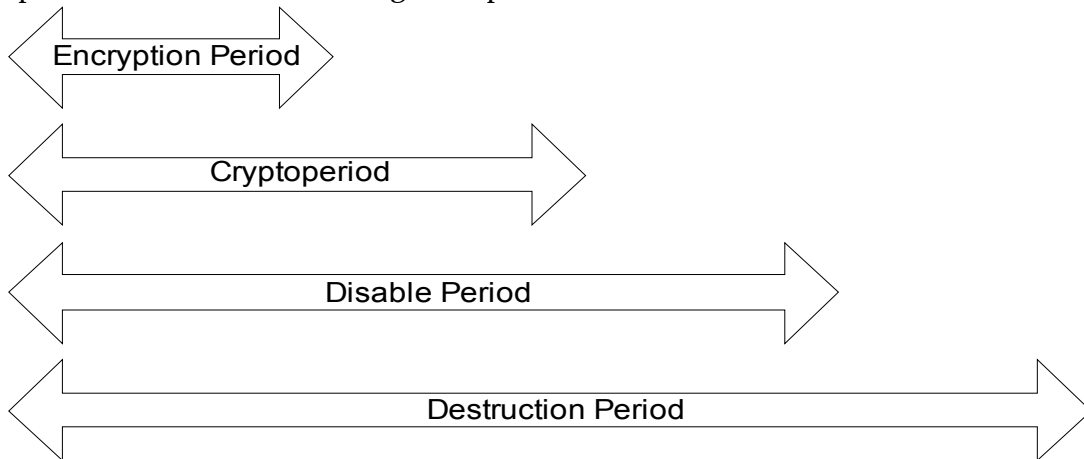 Encryption Period
Cryptoperiod
Disable Period
Destruction Period